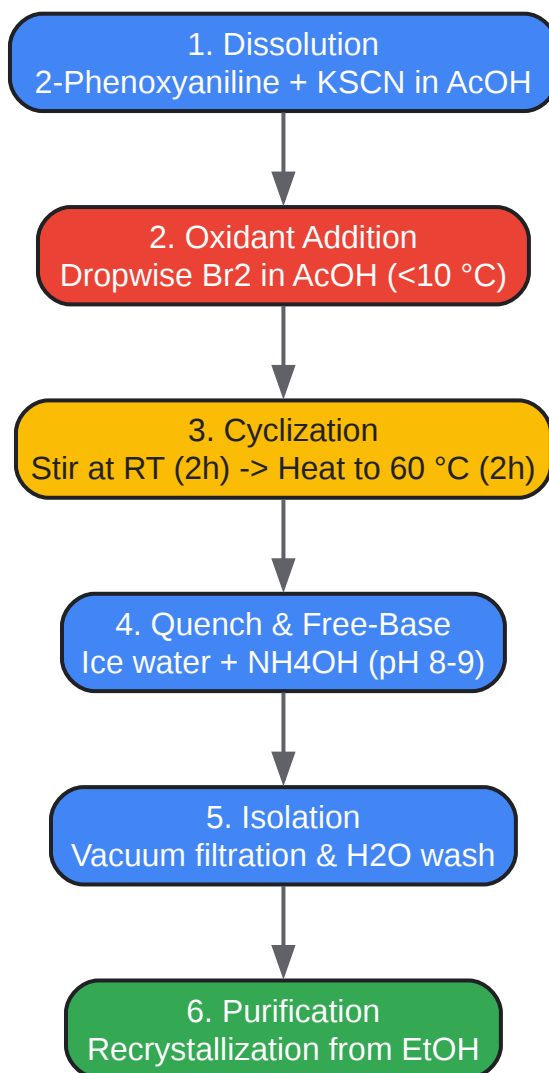 1. Dissolution
2-Phenoxyaniline + KSCN in AcOH
2. Oxidant Addition
Dropwise Br2 in AcOH (<10 °C)
3. Cyclization
Stir at RT (2h) -> Heat to 60 °C (2h)
4. Quench & Free-Base
Ice water + NH4OH (pH 8-9)
5. Isolation
Vacuum filtration & H2O wash
6. Purification
Recrystallization from EtOH